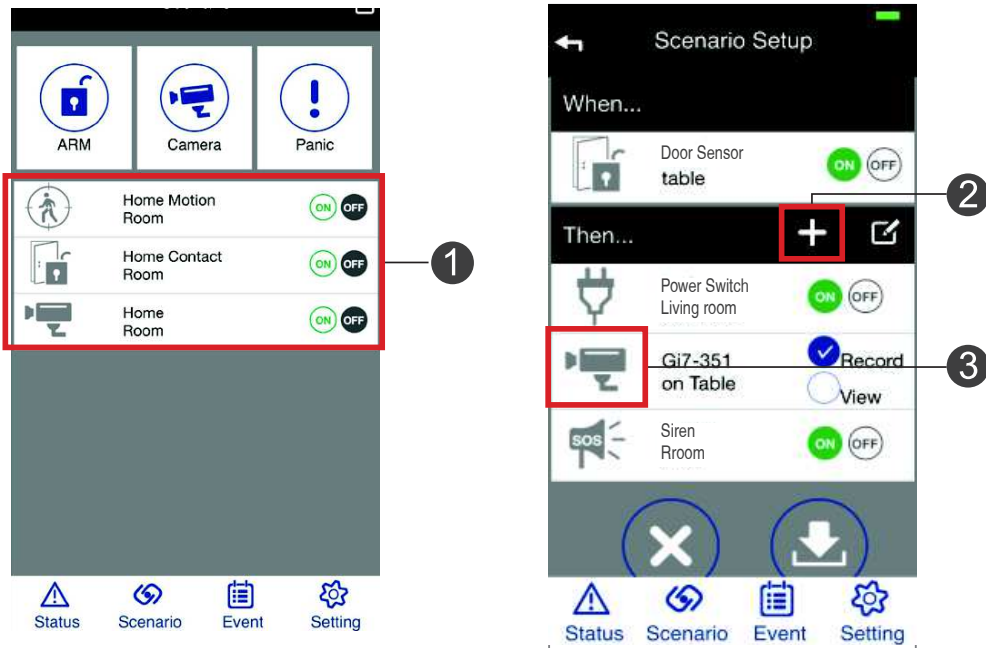 ARM
Camera
Panic
Home Motion
Room
ON OFF
Home Contact
Room
ON OFF
Home
Room
ON OFF
1
Status
Scenario
Event
Setting
Scenario Setup
When...
Door Sensor
table
ON OFF
2
Then...
Power Switch
Living room
ON OFF
Gi7-351
on Table
Record
View
3
SOS
Siren
Rroom
ON OFF
Status
Scenario
Event
Setting